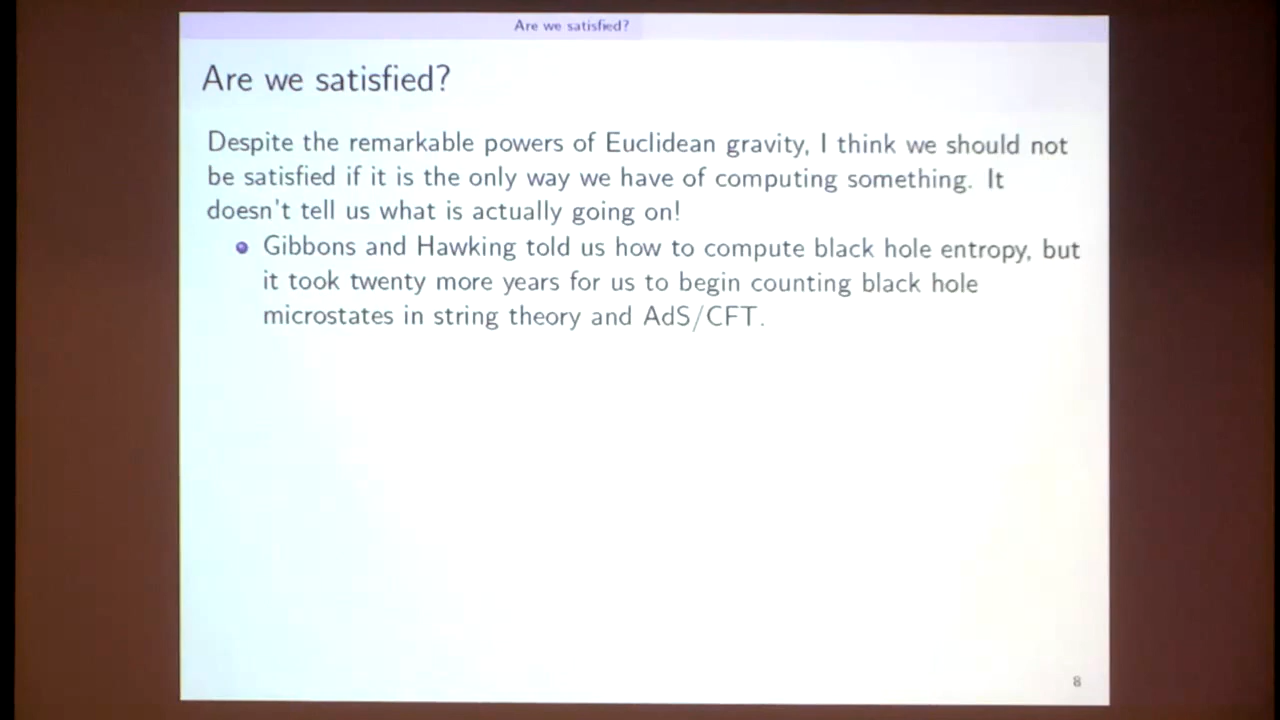 Are we satisfied?
Are we satisfied?
Despite the remarkable powers of Euclidean gravity, I think we should not
be satisfied if it is the only way we have of computing something. It
doesn't tell us what is actually going on!
Gibbons and Hawking told us how to compute black hole entropy, but
it took twenty more years for us to begin counting black hole
microstates in string theory and AdS/CFT.
8